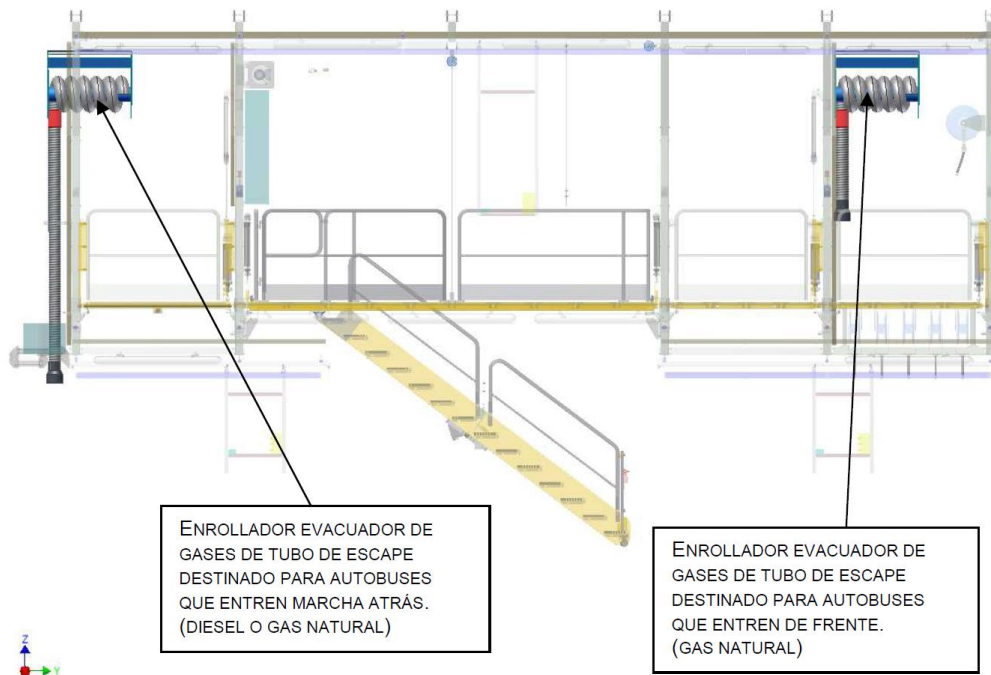 ENROLLADOR EVACUADOR DE
GASES DE TUBO DE ESCAPE
DESTINADO PARA AUTOBUSES
QUE ENTREN MARCHA ATRÁS.
(DIESEL O GAS NATURAL)
ENROLLADOR EVACUADOR DE
GASES DE TUBO DE ESCAPE
DESTINADO PARA AUTOBUSES
QUE ENTREN DE FRENTE.
(GAS NATURAL)
Z
Y